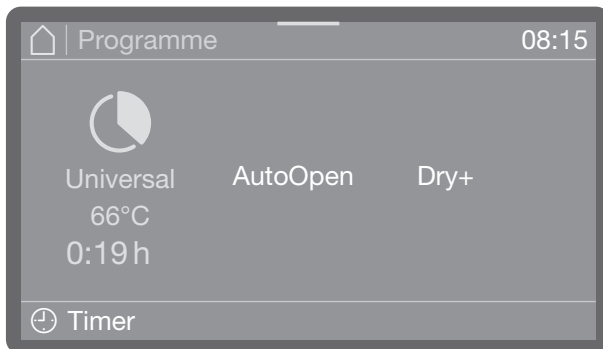 Programme 08:15
Universal AutoOpen Dry+
66°C
0:19 h
Timer